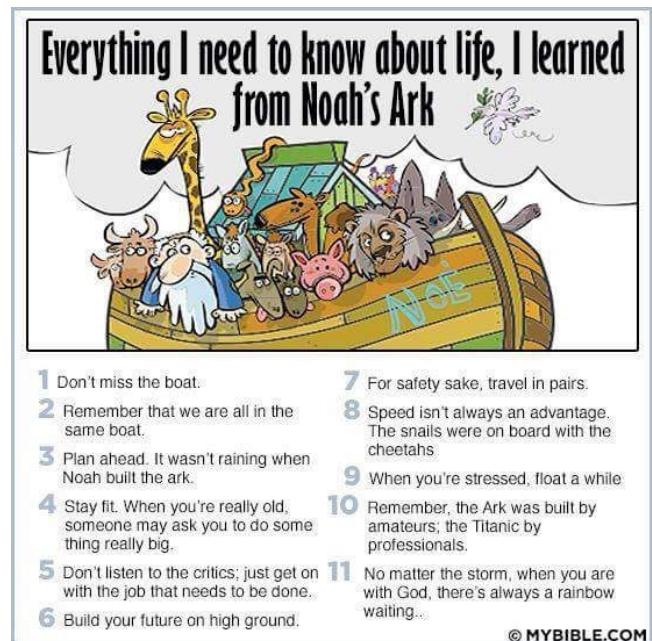 Everything I need to know about life, I learned
from Noah's Ark
NOÉ
1 Don't miss the boat.
2 Remember that we are all in the
same boat.
3 Plan ahead. It wasn't raining when
Noah built the ark.
4 Stay fit. When you're really old,
someone may ask you to do some
thing really big.
5 Don't listen to the critics; just get on
with the job that needs to be done.
6 Build your future on high ground.
7 For safety sake, travel in pairs.
8 Speed isn't always an advantage.
The snails were on board with the
cheetahs
9 When you're stressed, float a while
10 Remember, the Ark was built by
amateurs; the Titanic by
professionals.
11 No matter the storm, when you are
with God, there's always a rainbow
waiting..
© MYBIBLE.COM